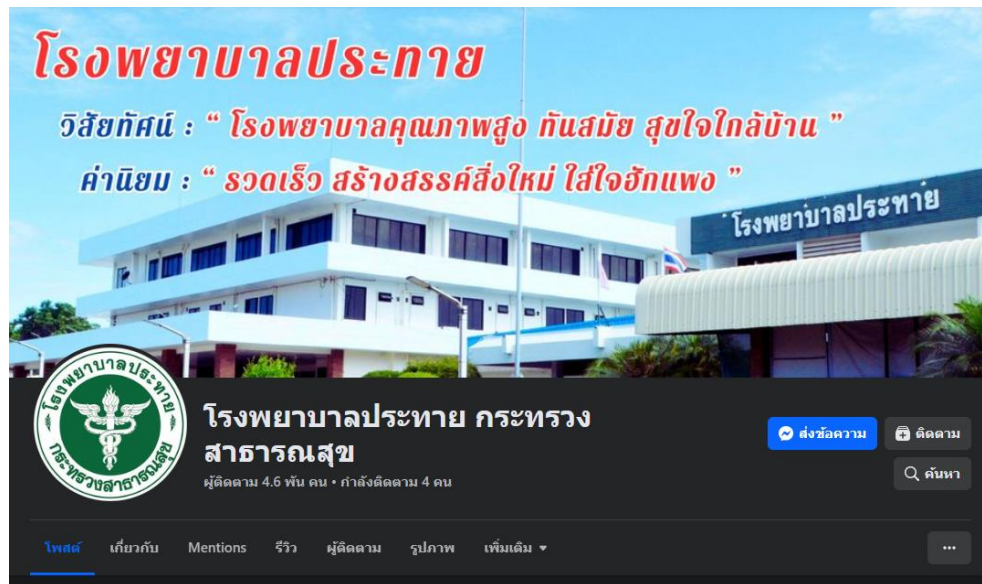 โรงพยาบาลประทาย
วิสัยทัศน์ : “ โรงพยาบาลคุณภาพสูง ทันสมัย สุขใจใกล้บ้าน ”
ค่านิยม : “ รวดเร็ว สร้างสรรค์สิ่งใหม่ ใส่ใจฮักแพง ”
โรงพยาบาลประทาย
โรงพยาบาลประทาย
กระทรวงสาธารณสุข
โรงพยาบาลประทาย กระทรวง
สาธารณสุข
ผู้ติดตาม 4.6 พัน คน • กำลังติดตาม 4 คน
ส่งข้อความ
ติดตาม
ค้นหา
โพสต์ เกี่ยวกับ Mentions รีวิว ผู้ติดตาม รูปภาพ เพิ่มเติม